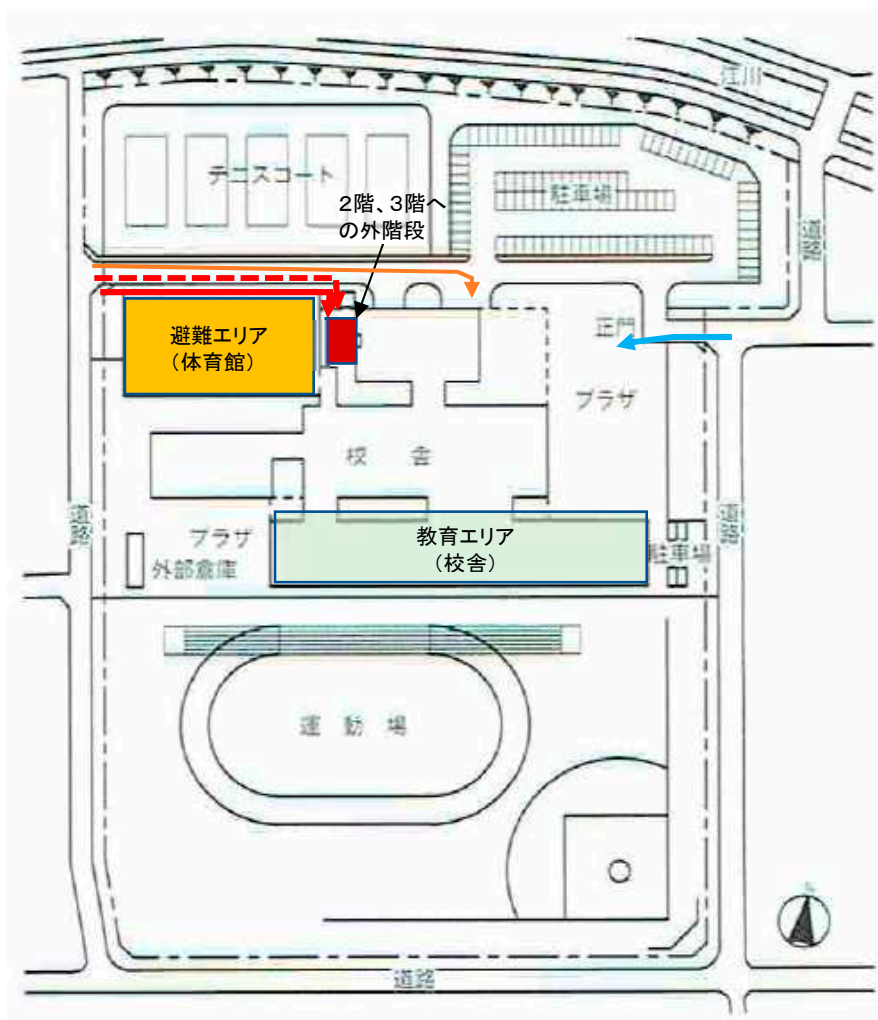 江川
テニスコート
駐車場
2階、3階へ
の外階段
道路
避難エリア
(体育館)
正門
プラザ
校 舎
道路
道路
プラザ
外部倉庫
教育エリア
(校舎)
駐車場
運 動 場
道路